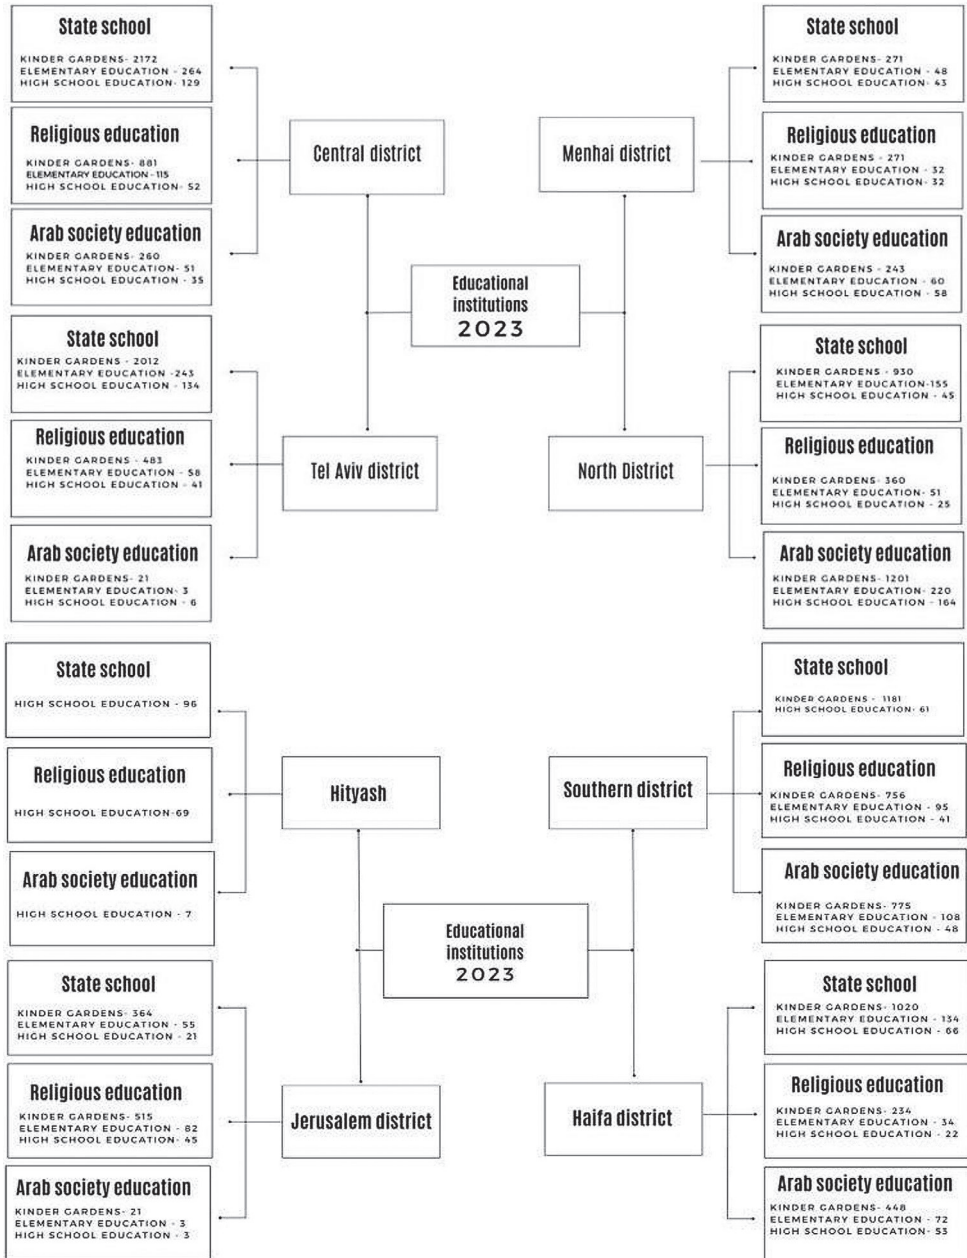 State school
KINDER GARDENS- 2172
ELEMENTARY EDUCATION - 264
HIGH SCHOOL EDUCATION- 129
Religious education
KINDER GARDENS- 881
ELEMENTARY EDUCATION - 115
HIGH SCHOOL EDUCATION- 52
Arab society education
KINDER GARDENS- 260
ELEMENTARY EDUCATION- 51
HIGH SCHOOL EDUCATION - 35
Central district
State school
KINDER GARDENS - 2012
ELEMENTARY EDUCATION -243
HIGH SCHOOL EDUCATION - 134
Religious education
KINDER GARDENS - 483
ELEMENTARY EDUCATION - 58
HIGH SCHOOL EDUCATION - 41
Arab society education
KINDER GARDENS- 21
ELEMENTARY EDUCATION- 3
HIGH SCHOOL EDUCATION - 6
Tel Aviv district
Educational
institutions
2023
Menhai district
State school
KINDER GARDENS - 271
ELEMENTARY EDUCATION - 48
HIGH SCHOOL EDUCATION - 43
Religious education
KINDER GARDENS - 271
ELEMENTARY EDUCATION - 32
HIGH SCHOOL EDUCATION - 32
Arab society education
KINDER GARDENS - 243
ELEMENTARY EDUCATION - 60
HIGH SCHOOL EDUCATION - 58
North District
State school
KINDER GARDENS - 930
ELEMENTARY EDUCATION-155
HIGH SCHOOL EDUCATION - 45
Religious education
KINDER GARDENS- 360
ELEMENTARY EDUCATION- 51
HIGH SCHOOL EDUCATION - 25
Arab society education
KINDER GARDENS- 1201
ELEMENTARY EDUCATION - 220
HIGH SCHOOL EDUCATION - 164
State school
HIGH SCHOOL EDUCATION - 96
Religious education
HIGH SCHOOL EDUCATION-69
Arab society education
HIGH SCHOOL EDUCATION - 7
Hityash
State school
KINDER GARDENS- 364
ELEMENTARY EDUCATION - 55
HIGH SCHOOL EDUCATION - 21
Religious education
KINDER GARDENS- 515
ELEMENTARY EDUCATION - 82
HIGH SCHOOL EDUCATION- 45
Arab society education
KINDER GARDENS- 21
ELEMENTARY EDUCATION - 3
HIGH SCHOOL EDUCATION - 3
Jerusalem district
Educational
institutions
2023
Southern district
State school
KINDER GARDENS - 1181
HIGH SCHOOL EDUCATION- 61
Religious education
KINDER GARDENS- 756
ELEMENTARY EDUCATION - 95
HIGH SCHOOL EDUCATION - 41
Arab society education
KINDER GARDENS- 775
ELEMENTARY EDUCATION - 108
HIGH SCHOOL EDUCATION - 48
Haifa district
State school
KINDER GARDENS- 1020
ELEMENTARY EDUCATION - 134
HIGH SCHOOL EDUCATION - 66
Religious education
KINDER GARDENS - 234
ELEMENTARY EDUCATION - 34
HIGH SCHOOL EDUCATION - 22
Arab society education
KINDER GARDENS- 448
ELEMENTARY EDUCATION - 72
HIGH SCHOOL EDUCATION - 53